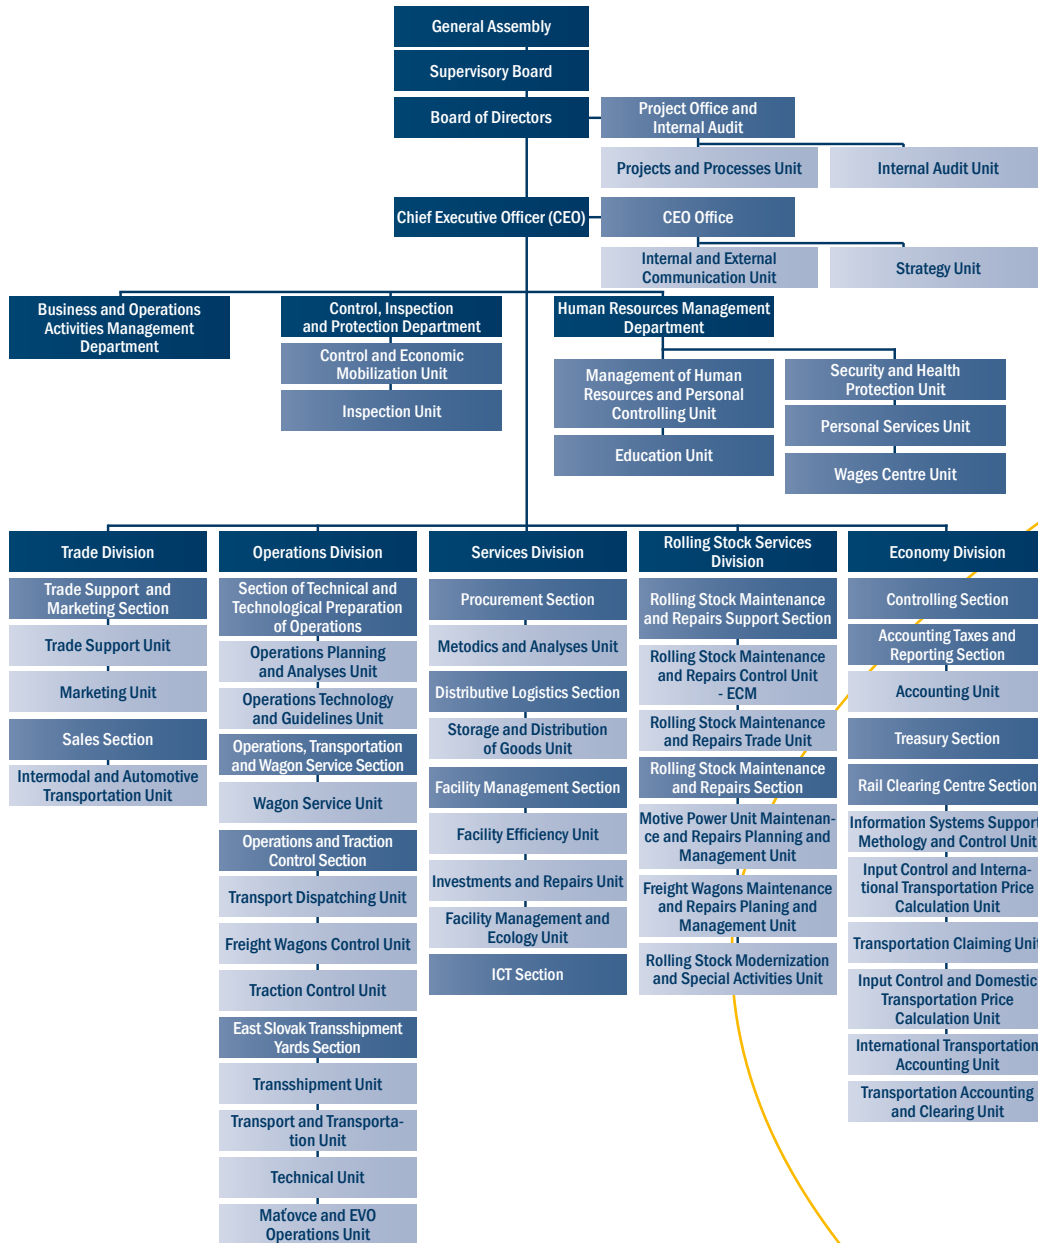 General Assembly
Supervisory Board
Board of Directors
Project Office and
Internal Audit
Projects and Processes Unit
Internal Audit Unit
Chief Executive Officer (CEO)
CEO Office
Internal and External
Communication Unit
Strategy Unit
Business and Operations
Activities Management
Department
Control, Inspection
and Protection Department
Control and Economic
Mobilization Unit
Inspection Unit
Human Resources Management
Department
Management of Human
Resources and Personal
Controlling Unit
Education Unit
Security and Health
Protection Unit
Personal Services Unit
Wages Centre Unit
Trade Division
Trade Support and
Marketing Section
Trade Support Unit
Marketing Unit
Sales Section
Intermodal and Automotive
Transportation Unit
Operations Division
Section of Technical and
Technological Preparation
of Operations
Operations Planning
and Analyses Unit
Operations Technology
and Guidelines Unit
Operations, Transportation
and Wagon Service Section
Wagon Service Unit
Operations and Traction
Control Section
Transport Dispatching Unit
Freight Wagons Control Unit
Traction Control Unit
East Slovak Transshipment
Yards Section
Transshipment Unit
Transport and Transporta-
tion Unit
Technical Unit
Maťovce and EVO
Operations Unit
Services Division
Procurement Section
Metodics and Analyses Unit
Distributive Logistics Section
Storage and Distribution
of Goods Unit
Facility Management Section
Facility Efficiency Unit
Investments and Repairs Unit
Facility Management and
Ecology Unit
ICT Section
Rolling Stock Services
Division
Rolling Stock Maintenance
and Repairs Support Section
Rolling Stock Maintenance
and Repairs Control Unit
- ECM
Rolling Stock Maintenance
and Repairs Trade Unit
Rolling Stock Maintenance
and Repairs Section
Motive Power Unit Maintenan-
ce and Repairs Planning and
Management Unit
Freight Wagons Maintenance
and Repairs Planing and
Management Unit
Rolling Stock Modernization
and Special Activities Unit
Economy Division
Controlling Section
Accounting Taxes and
Reporting Section
Accounting Unit
Treasury Section
Rail Clearing Centre Section
Information Systems Support,
Methology and Control Unit
Input Control and Interna-
tional Transportation Price
Calculation Unit
Transportation Claiming Unit
Input Control and Domestic
Transportation Price
Calculation Unit
International Transportation
Accounting Unit
Transportation Accounting
and Clearing Unit